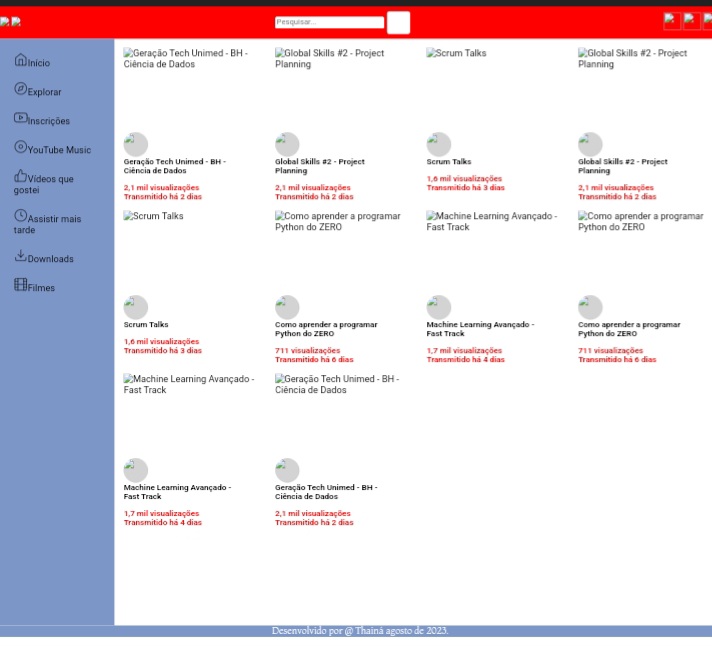 Pesquisar...
Início
Explorar
Inscrições
YouTube Music
Vídeos que
gostei
Assistir mais
tarde
Downloads
Filmes
Geração Tech Unimed - BH -
Ciência de Dados
Geração Tech Unimed - BH -
Ciência de Dados
2,1 mil visualizações
Transmitido há 2 dias
Global Skills #2 - Project
Planning
Global Skills #2 - Project
Planning
2,1 mil visualizações
Transmitido há 2 dias
Scrum Talks
Scrum Talks
1,6 mil visualizações
Transmitido há 3 dias
Global Skills #2 - Project
Planning
Global Skills #2 - Project
Planning
2,1 mil visualizações
Transmitido há 2 dias
Scrum Talks
Scrum Talks
1,6 mil visualizações
Transmitido há 3 dias
Como aprender a programar
Python do ZERO
Como aprender a programar
Python do ZERO
711 visualizações
Transmitido há 6 dias
Machine Learning Avançado -
Fast Track
Machine Learning Avançado -
Fast Track
1,7 mil visualizações
Transmitido há 4 dias
Como aprender a programar
Python do ZERO
Como aprender a programar
Python do ZERO
711 visualizações
Transmitido há 6 dias
Machine Learning Avançado -
Fast Track
Machine Learning Avançado -
Fast Track
1,7 mil visualizações
Transmitido há 4 dias
Geração Tech Unimed - BH -
Ciência de Dados
Geração Tech Unimed - BH -
Ciência de Dados
2,1 mil visualizações
Transmitido há 2 dias
Desenvolvido por @ Thainá agosto de 2023.